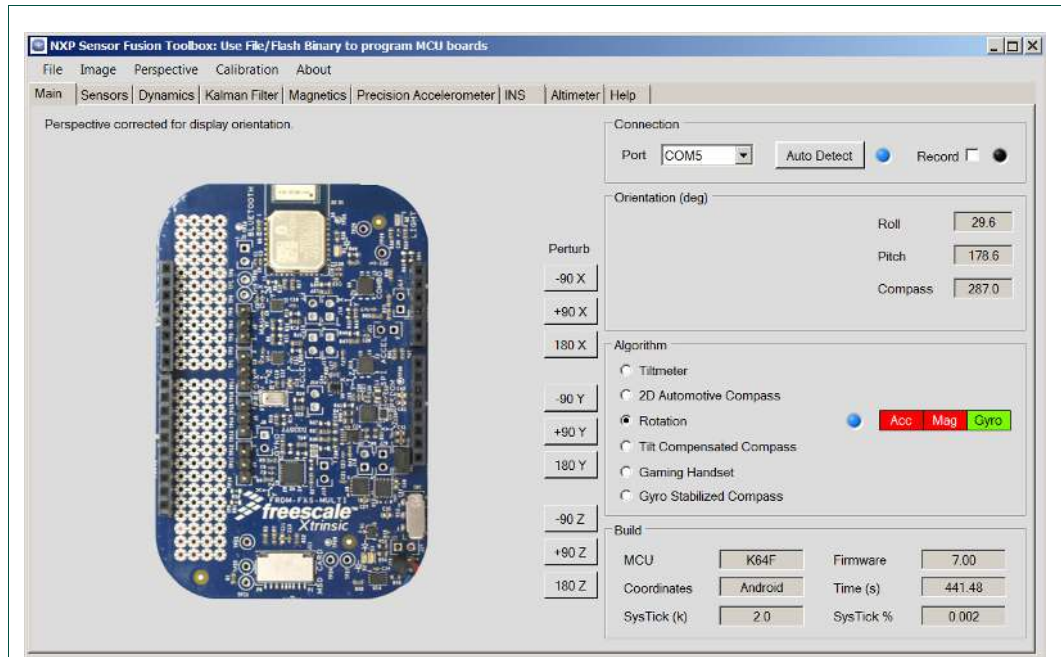 NXP Sensor Fusion Toolbox: Use File/Flash Binary to program MCU boards
File Image Perspective Calibration About
Main Sensors Dynamics Kalman Filter Magnetics Precision Accelerometer INS Altimeter Help
Perspective corrected for display orientation.
BLUETOOTH
LIGHT
ACCEL
FRDM-FXS-MULTI
freescale™
Xtrinsic
Perturb
-90 X
+90 X
180 X
-90 Y
+90 Y
180 Y
-90 Z
+90 Z
180 Z
Connection
Port COM5 Auto Detect Record
Orientation (deg)
Roll 29.6
Pitch 178.6
Compass 287.0
Algorithm
Tiltmeter
2D Automotive Compass
Rotation Acc Mag Gyro
Tilt Compensated Compass
Gaming Handset
Gyro Stabilized Compass
Build
MCU K64F Firmware 7.00
Coordinates Android Time (s) 441.48
SysTick (k) 2.0 SysTick % 0.002